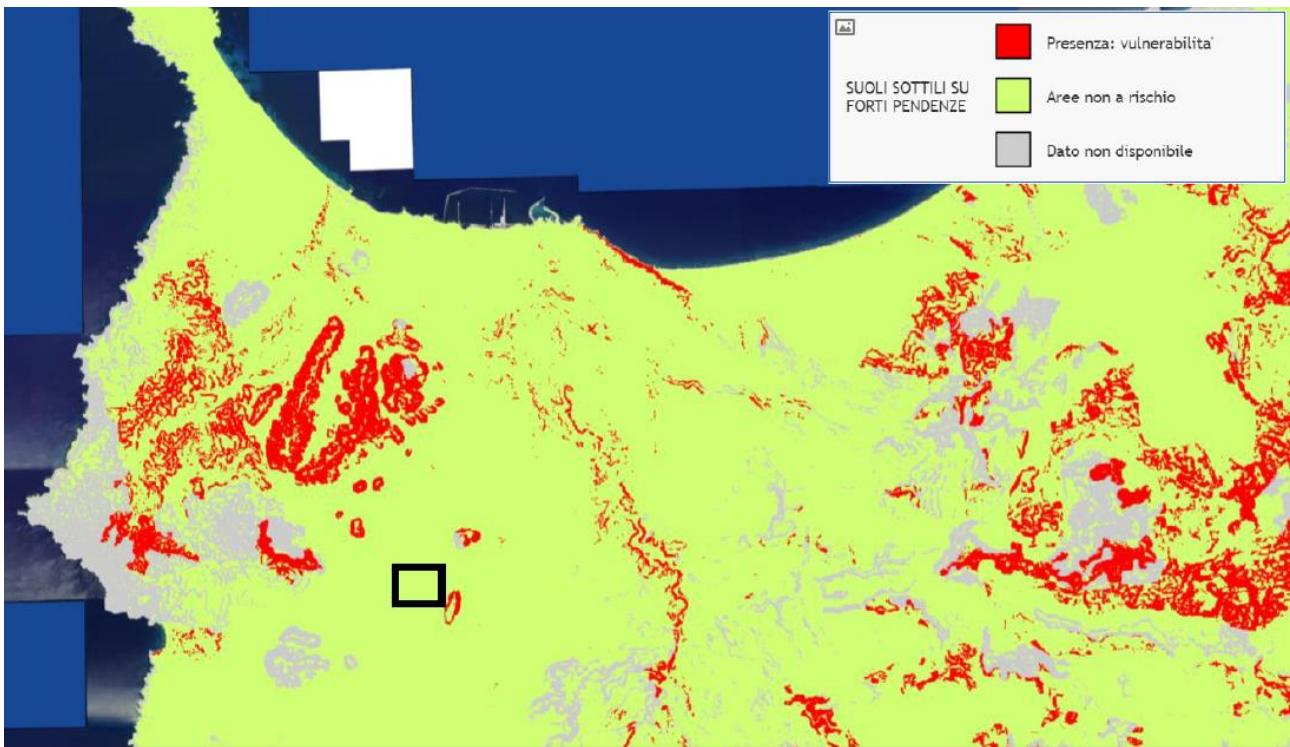 SUOLI SOTTILI SU
FORTI PENDENZE
Presenza: vulnerabilita'
Aree non a rischio
Dato non disponibile